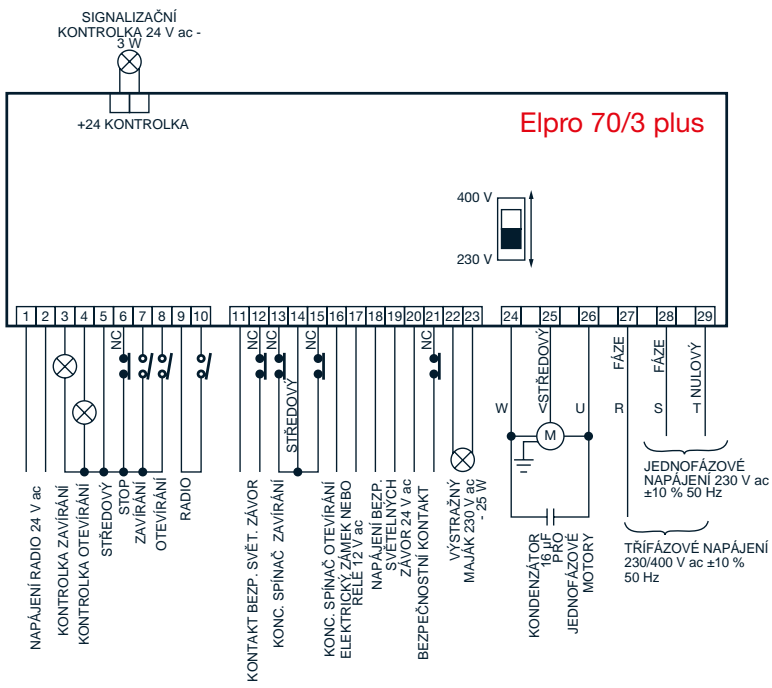 SIGNALIZAČNÍ
KONTROLKA 24 V ac -
3 W
+24 KONTROLKA
Elpro 70/3 plus
400 V
230 V
1 2 3 4 5 6 7 8 9 10 11 12 13 14 15 16 17 18 19 20 21 22 23 24 25 26 27 28 29
NC
NC
NC
NC
NC
NAPÁJENÍ RADIO 24 V ac
KONTROLKA ZAVÍRÁNÍ
KONTROLKA OTEVÍRÁNÍ
STŘEDOVÝ
STOP
ZAVÍRÁNÍ
OTEVÍRÁNÍ
RADIO
KONTAKT BEZP. SVĚT. ZÁVOR
KONC. SPÍNAČ ZAVÍRÁNÍ
STŘEDOVÝ
KONC. SPÍNAČ OTEVÍRÁNÍ
ELEKTRICKÝ ZÁMEK NEBO
RELÉ 12 V ac
NAPÁJENÍ BEZP.
SVĚTELNÝCH
ZÁVOR 24 V ac
BEZPEČNOSTNÍ KONTAKT
VÝSTRAŽNÝ
MAJÁK 230 V ac
- 25 W
W
V
STŘEDOVÝ
U
M
KONDENZÁTOR
16 µF
PRO
JEDNOFÁZOVÉ
MOTORY
FÁZE
FÁZE
NULOVÝ
R
S
T
JEDNOFÁZOVÉ
NAPÁJENÍ 230 V ac
±10 % 50 Hz
TŘÍFÁZOVÉ NAPÁJENÍ
230/400 V ac ±10 %
50 Hz